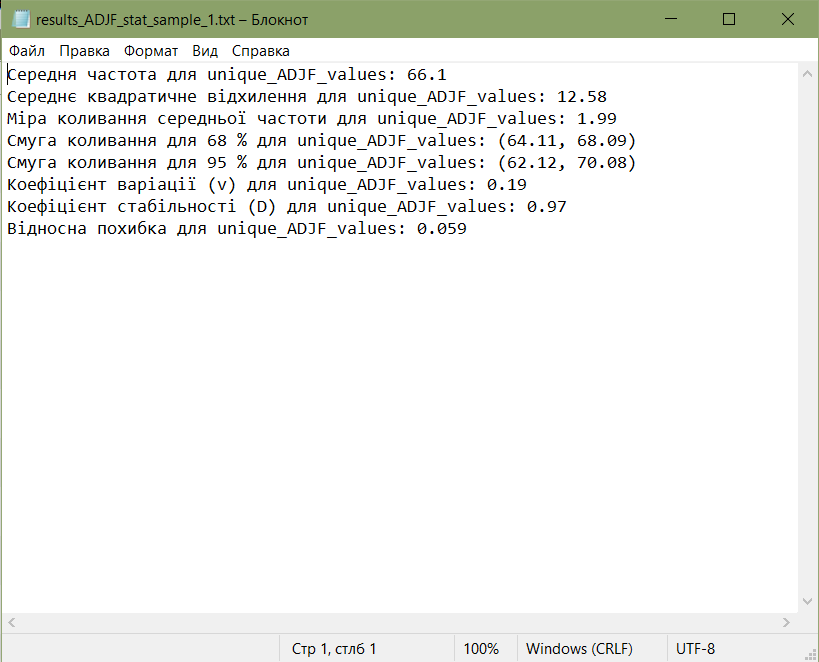 results_ADJF_stat_sample_1.txt – Блокнот
Файл Правка Формат Вид Справка
Середня частота для unique_ADJF_values: 66.1
Середнє квадратичне відхилення для unique_ADJF_values: 12.58
Міра коливання середньої частоти для unique_ADJF_values: 1.99
Смуга коливання для 68 % для unique_ADJF_values: (64.11, 68.09)
Смуга коливання для 95 % для unique_ADJF_values: (62.12, 70.08)
Коефіцієнт варіації (v) для unique_ADJF_values: 0.19
Коефіцієнт стабільності (D) для unique_ADJF_values: 0.97
Відносна похибка для unique_ADJF_values: 0.059
Стр 1, стлб 1 100% Windows (CRLF) UTF-8